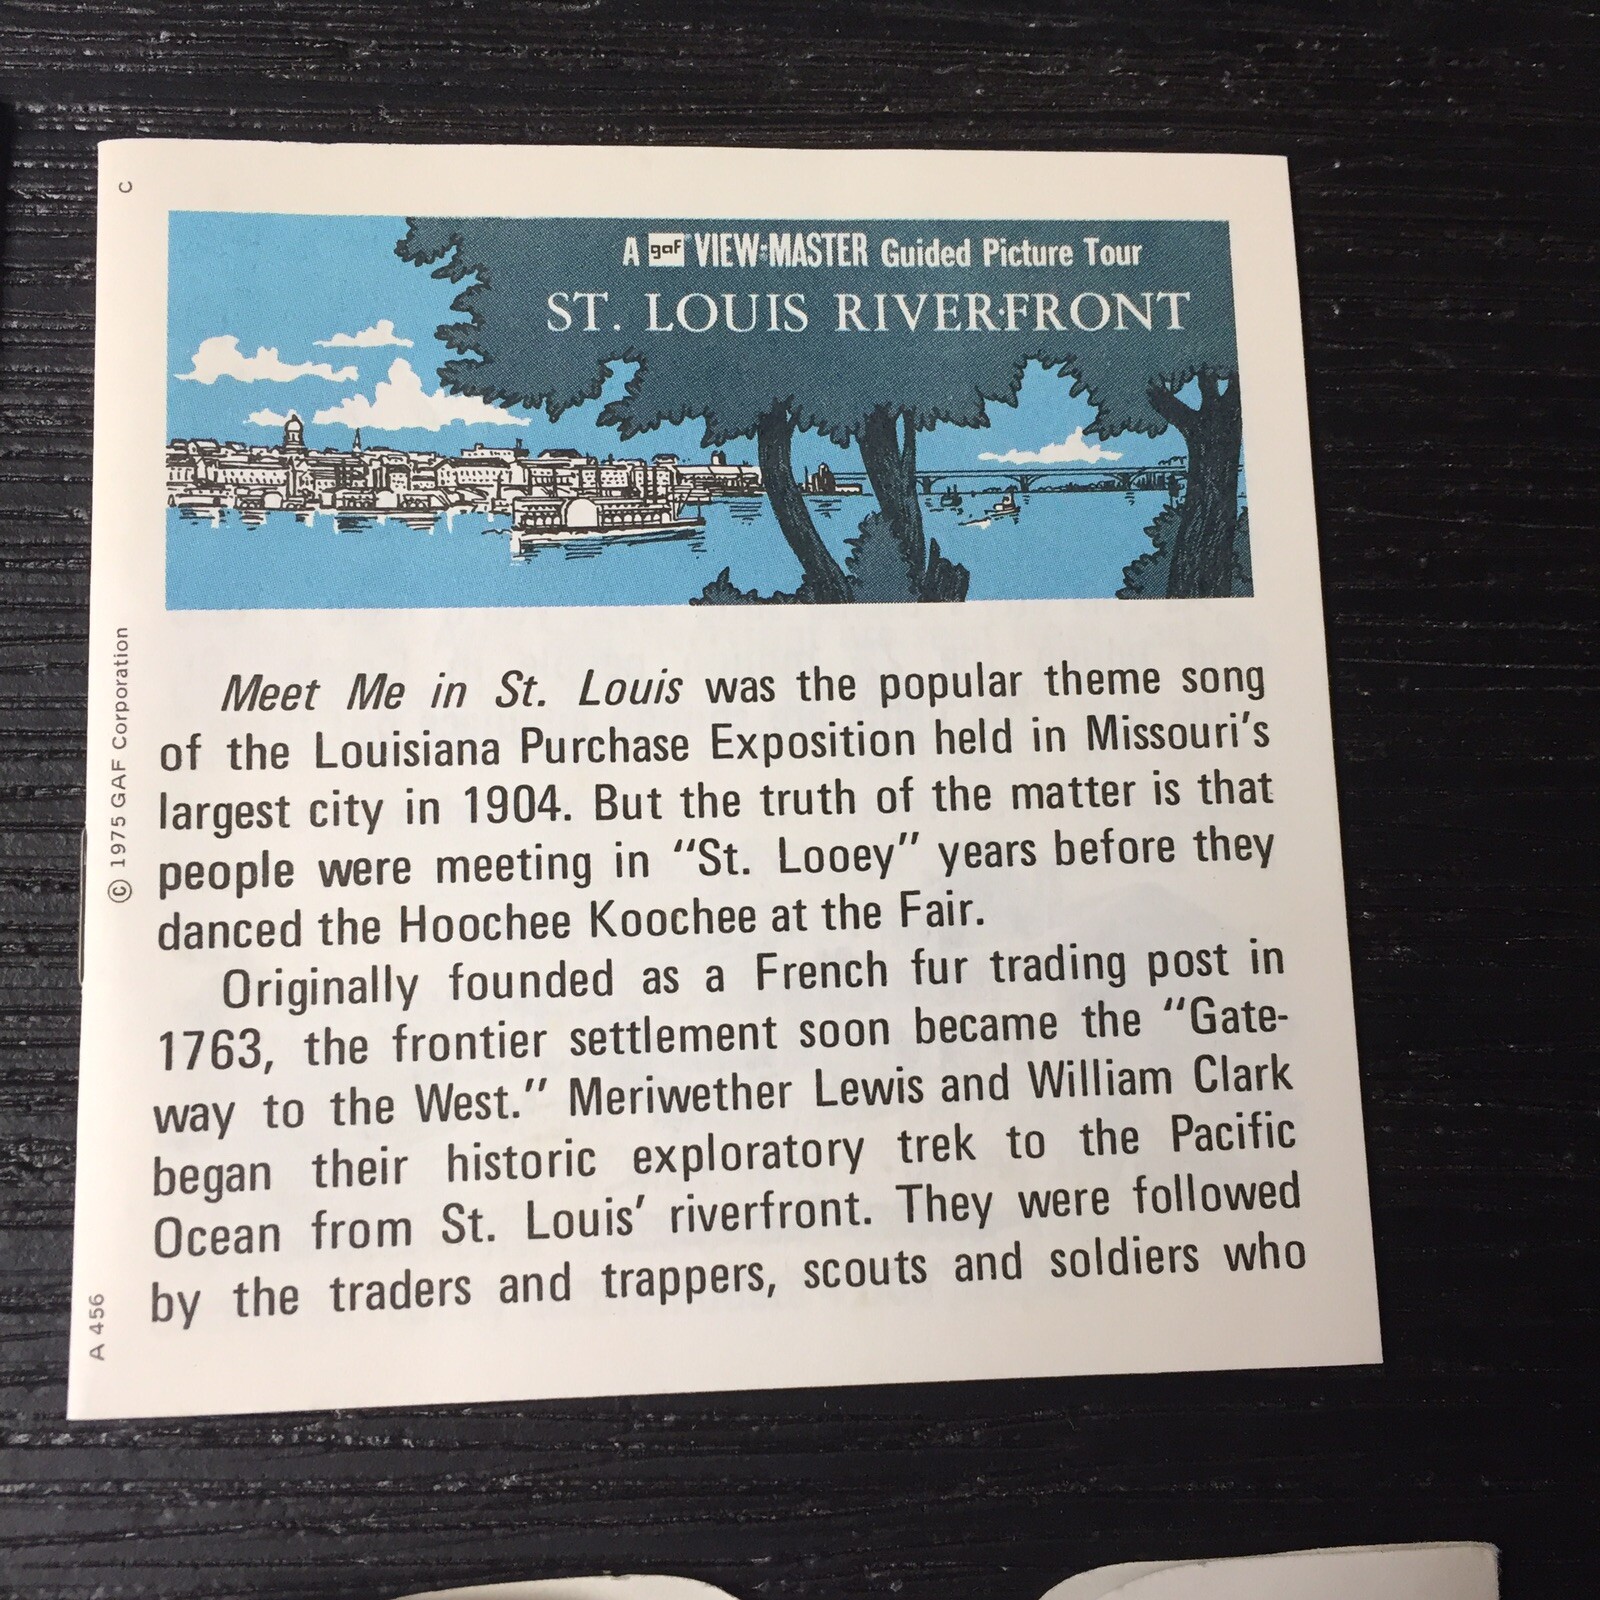 C
A gaf VIEW-MASTER Guided Picture Tour
ST. LOUIS RIVERFRONT
Meet Me in St. Louis was the popular theme song
of the Louisiana Purchase Exposition held in Missouri's
largest city in 1904. But the truth of the matter is that
people were meeting in "St. Looey" years before they
danced the Hoochee Koochee at the Fair.
Originally founded as a French fur trading post in
1763, the frontier settlement soon became the "Gate-
way to the West." Meriwether Lewis and William Clark
began their historic exploratory trek to the Pacific
Ocean from St. Louis' riverfront. They were followed
by the traders and trappers, scouts and soldiers who
© 1975 GAF Corporation
A 456